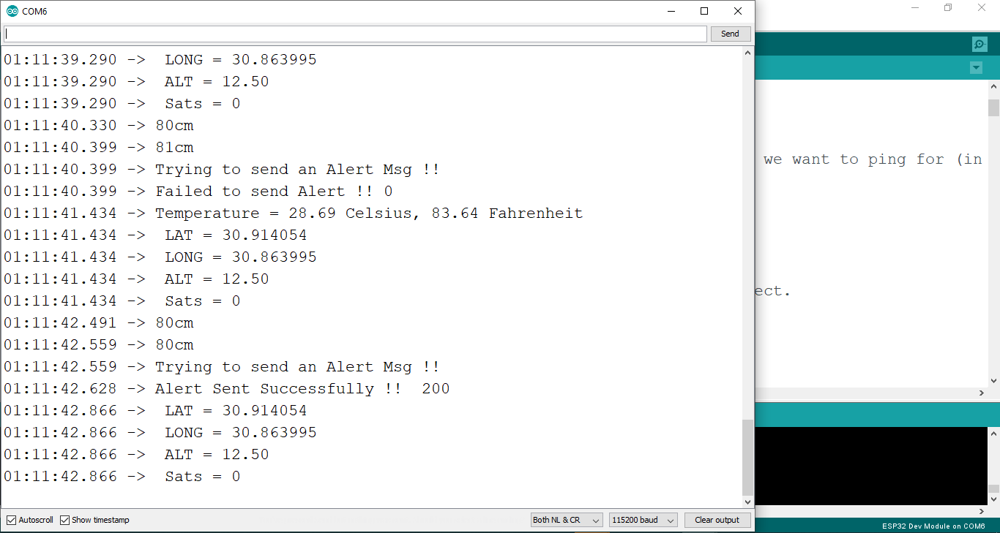 COM6
Send
01:11:39.290 ->  LONG = 30.863995
01:11:39.290 ->  ALT = 12.50
01:11:39.290 ->  Sats = 0
01:11:40.330 -> 80cm
01:11:40.399 -> 81cm
01:11:40.399 -> Trying to send an Alert Msg !!
01:11:40.399 -> Failed to send Alert !! 0
01:11:41.434 -> Temperature = 28.69 Celsius, 83.64 Fahrenheit
01:11:41.434 ->  LAT = 30.914054
01:11:41.434 ->  LONG = 30.863995
01:11:41.434 ->  ALT = 12.50
01:11:41.434 ->  Sats = 0
01:11:42.491 -> 80cm
01:11:42.559 -> 80cm
01:11:42.559 -> Trying to send an Alert Msg !!
01:11:42.628 -> Alert Sent Successfully !!  200
01:11:42.866 ->  LAT = 30.914054
01:11:42.866 ->  LONG = 30.863995
01:11:42.866 ->  ALT = 12.50
01:11:42.866 ->  Sats = 0
Autoscroll
Show timestamp
Both NL & CR
115200 baud
Clear output
we want to ping for (in
ect.
ESP32 Dev Module on COM6